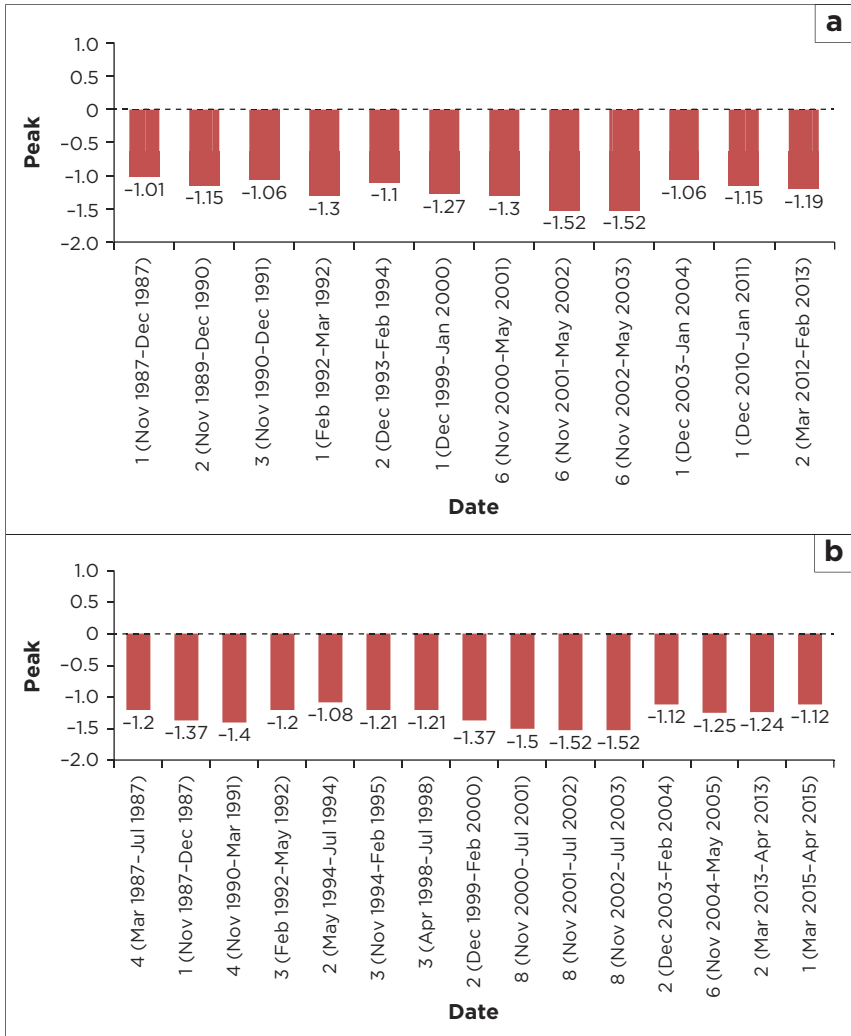 a
1.0
0.5
0
−0.5
−1.0
−1.5
−2.0
Peak
−1.01
−1.15
−1.06
−1.3
−1.1
−1.27
−1.3
−1.52
−1.52
−1.06
−1.15
−1.19
1 (Nov 1987–Dec 1987)
2 (Nov 1989–Dec 1990)
3 (Nov 1990–Dec 1991)
1 (Feb 1992–Mar 1992)
2 (Dec 1993–Feb 1994)
1 (Dec 1999–Jan 2000)
6 (Nov 2000–May 2001)
6 (Nov 2001–May 2002)
6 (Nov 2002–May 2003)
1 (Dec 2003–Jan 2004)
1 (Dec 2010–Jan 2011)
2 (Mar 2012–Feb 2013)
Date
b
1.0
0.5
0
−0.5
−1.0
−1.5
−2.0
Peak
−1.2
−1.37
−1.4
−1.2
−1.08
−1.21
−1.21
−1.37
−1.5
−1.52
−1.52
−1.12
−1.25
−1.24
−1.12
4 (Mar 1987–Jul 1987)
1 (Nov 1987–Dec 1987)
4 (Nov 1990–Mar 1991)
3 (Feb 1992–May 1992)
2 (May 1994–Jul 1994)
3 (Nov 1994–Feb 1995)
3 (Apr 1998–Jul 1998)
2 (Dec 1999–Feb 2000)
8 (Nov 2000–Jul 2001)
8 (Nov 2001–Jul 2002)
8 (Nov 2002–Jul 2003)
2 (Dec 2003–Feb 2004)
6 (Nov 2004–May 2005)
2 (Mar 2013–Apr 2013)
1 (Mar 2015–Apr 2015)
Date